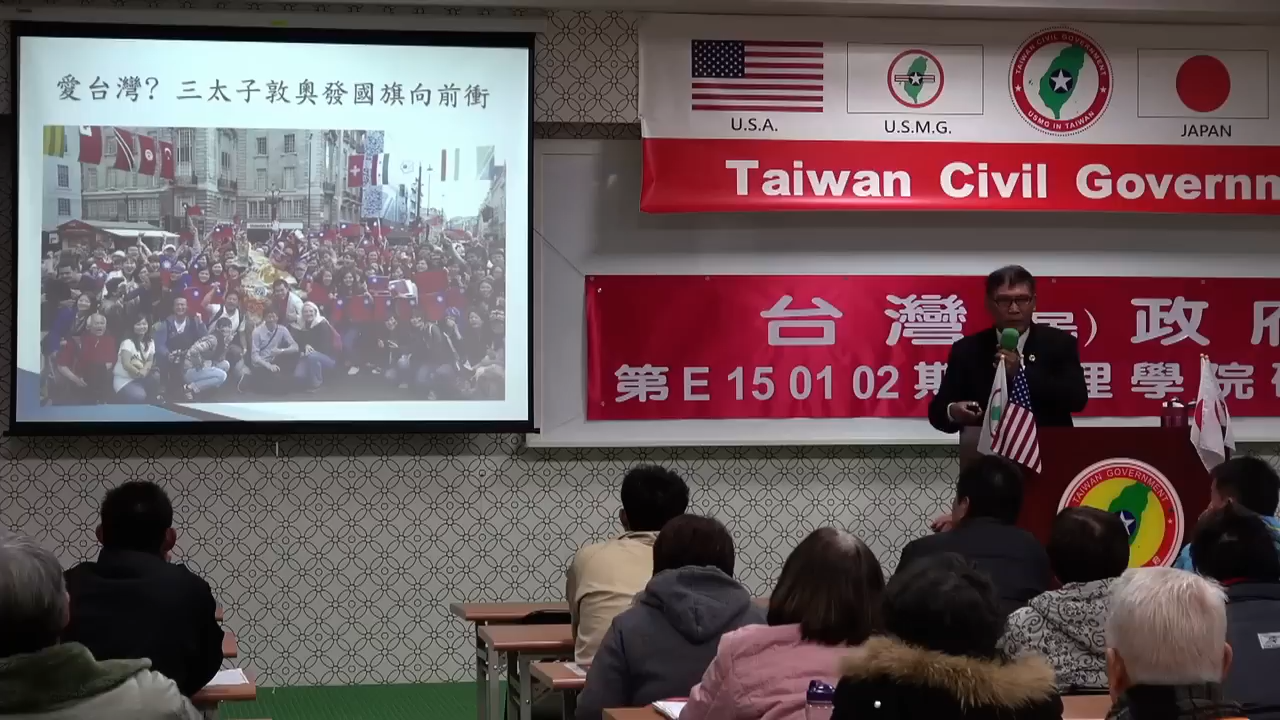 愛台灣? 三太子敦奧發國旗向前衝
U.S.A.
U.S.M.G.
TAIWAN CIVIL GOVERNMENT
USMG IN TAIWAN
JAPAN
Taiwan Civil Governm
台灣 民) 政府
第E 15 01 02 期 理學院
TAIWAN GOVERNMENT